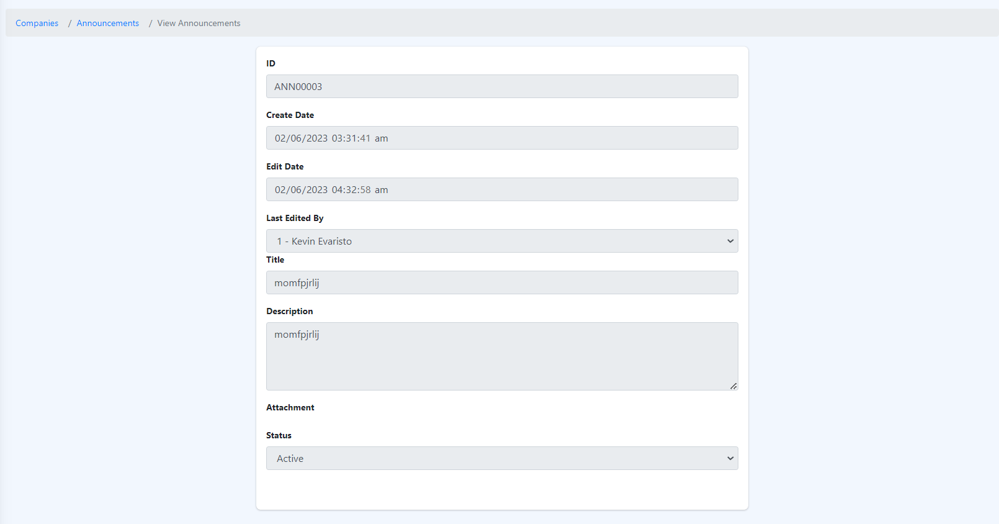 Companies / Announcements / View Announcements
ID
ANN00003
Create Date
02/06/2023 03:31:41 am
Edit Date
02/06/2023 04:32:58 am
Last Edited By
1 - Kevin Evaristo
Title
momfpjrlij
Description
momfpjrlij
Attachment
Status
Active